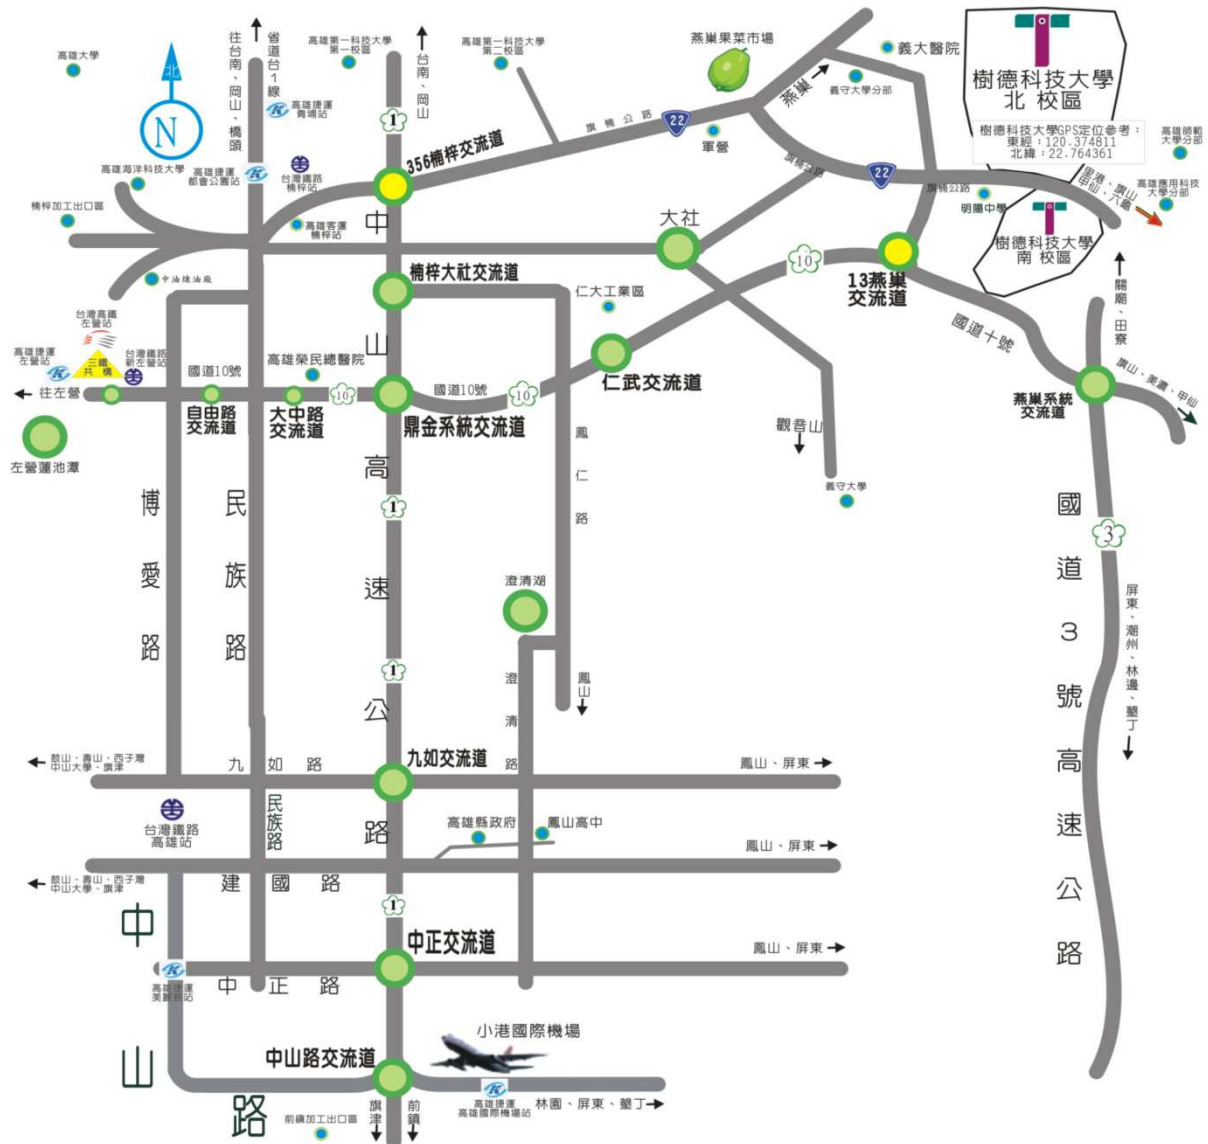 高雄大學
往台南、岡山、橋頭
省道台1線
高雄第一科技大學
第一校區
台南、岡山
高雄第一科技大學
第二校區
燕巢果菜市場
義大醫院
燕巢
義守大學分部
樹德科技大學
北 校區
樹德科技大學GPS定位參考:
東經:120.374811
北緯:22.764361
高雄師範
大學分部
北
N
高雄捷運
青埔站
1
旗楠公路
22
軍營
356楠梓交流道
高雄海洋科技大學
高雄捷運
都會公園站
台灣鐵路
楠梓站
旗楠公路
22
旗楠公路
明陽中學
里港、旗山
甲仙、六龜
高雄應用科技
大學分部
楠梓加工出口區
高雄客運
楠梓站
大社
樹德科技大學
南 校區
中油煉油廠
楠梓大社交流道
10
13燕巢
交流道
關廟、田寮
台灣高鐵
左營站
仁大工業區
國道十號
高雄捷運
左營站
三鐵
共構
台灣鐵路
新左營站
國道10號
高雄榮民總醫院
國道10號
仁武交流道
旗山、美濃、甲仙
往左營
自由路
交流道
大中路
交流道
10
鼎金系統交流道
10
燕巢系統
交流道
左營蓮池潭
觀音山
義守大學
鳳仁路
博愛路
民族路
中山高速公路
1
1
澄清湖
澄清路
鳳山
國道3號高速公路
3
屏東、潮州、林邊、墾丁
鼓山、壽山、西子灣
中山大學、旗津
九如路
九如交流道
鳳山、屏東
台灣鐵路
高雄站
民族路
高雄縣政府
鳳山高中
鳳山、屏東
鼓山、壽山、西子灣
中山大學、旗津
建國路
1
中正交流道
鳳山、屏東
高雄捷運
美麗島站
中正路
小港國際機場
中山路交流道
中山路
高雄捷運
高雄國際機場站
林園、屏東、墾丁
前鎮加工出口區
旗津
前鎮